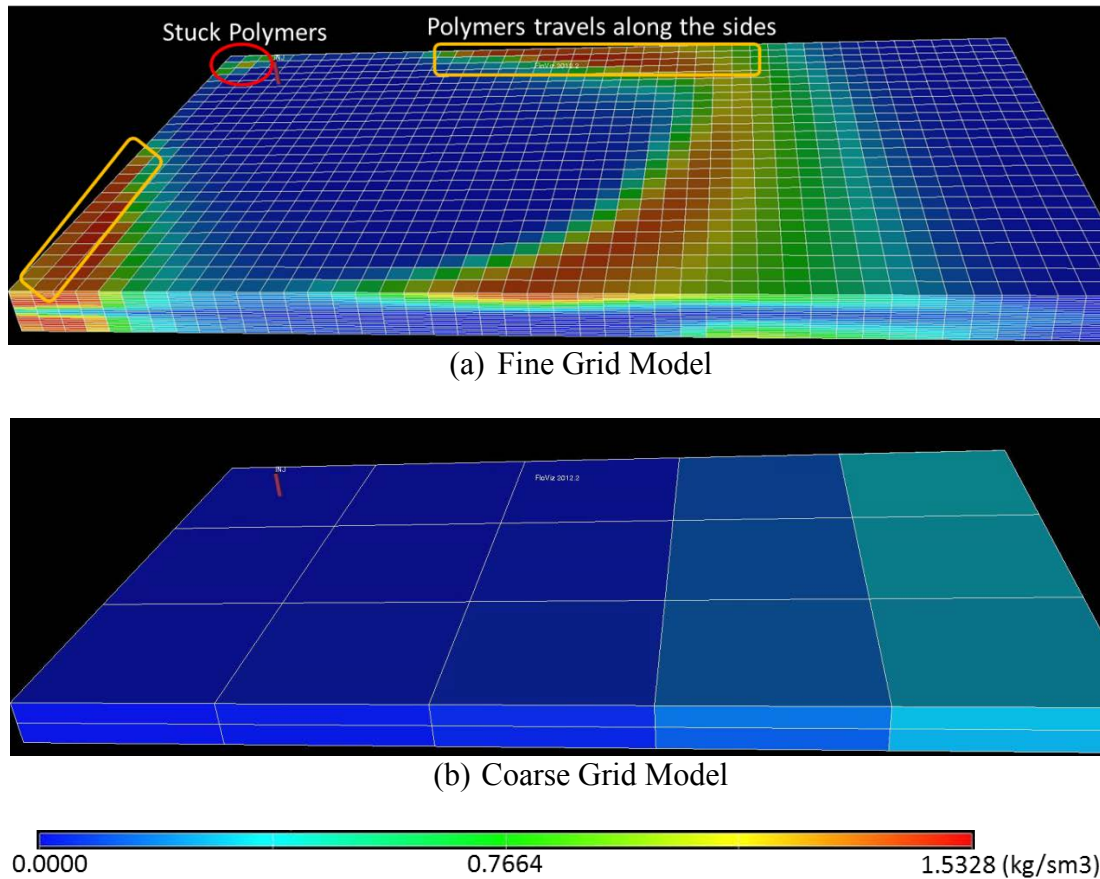 Stuck Polymers
Polymers travels along the sides
INJ
FloViz 2012.2
(a) Fine Grid Model
INJ
FloViz 2012.2
(b) Coarse Grid Model
0.0000 0.7664 1.5328 (kg/sm3)